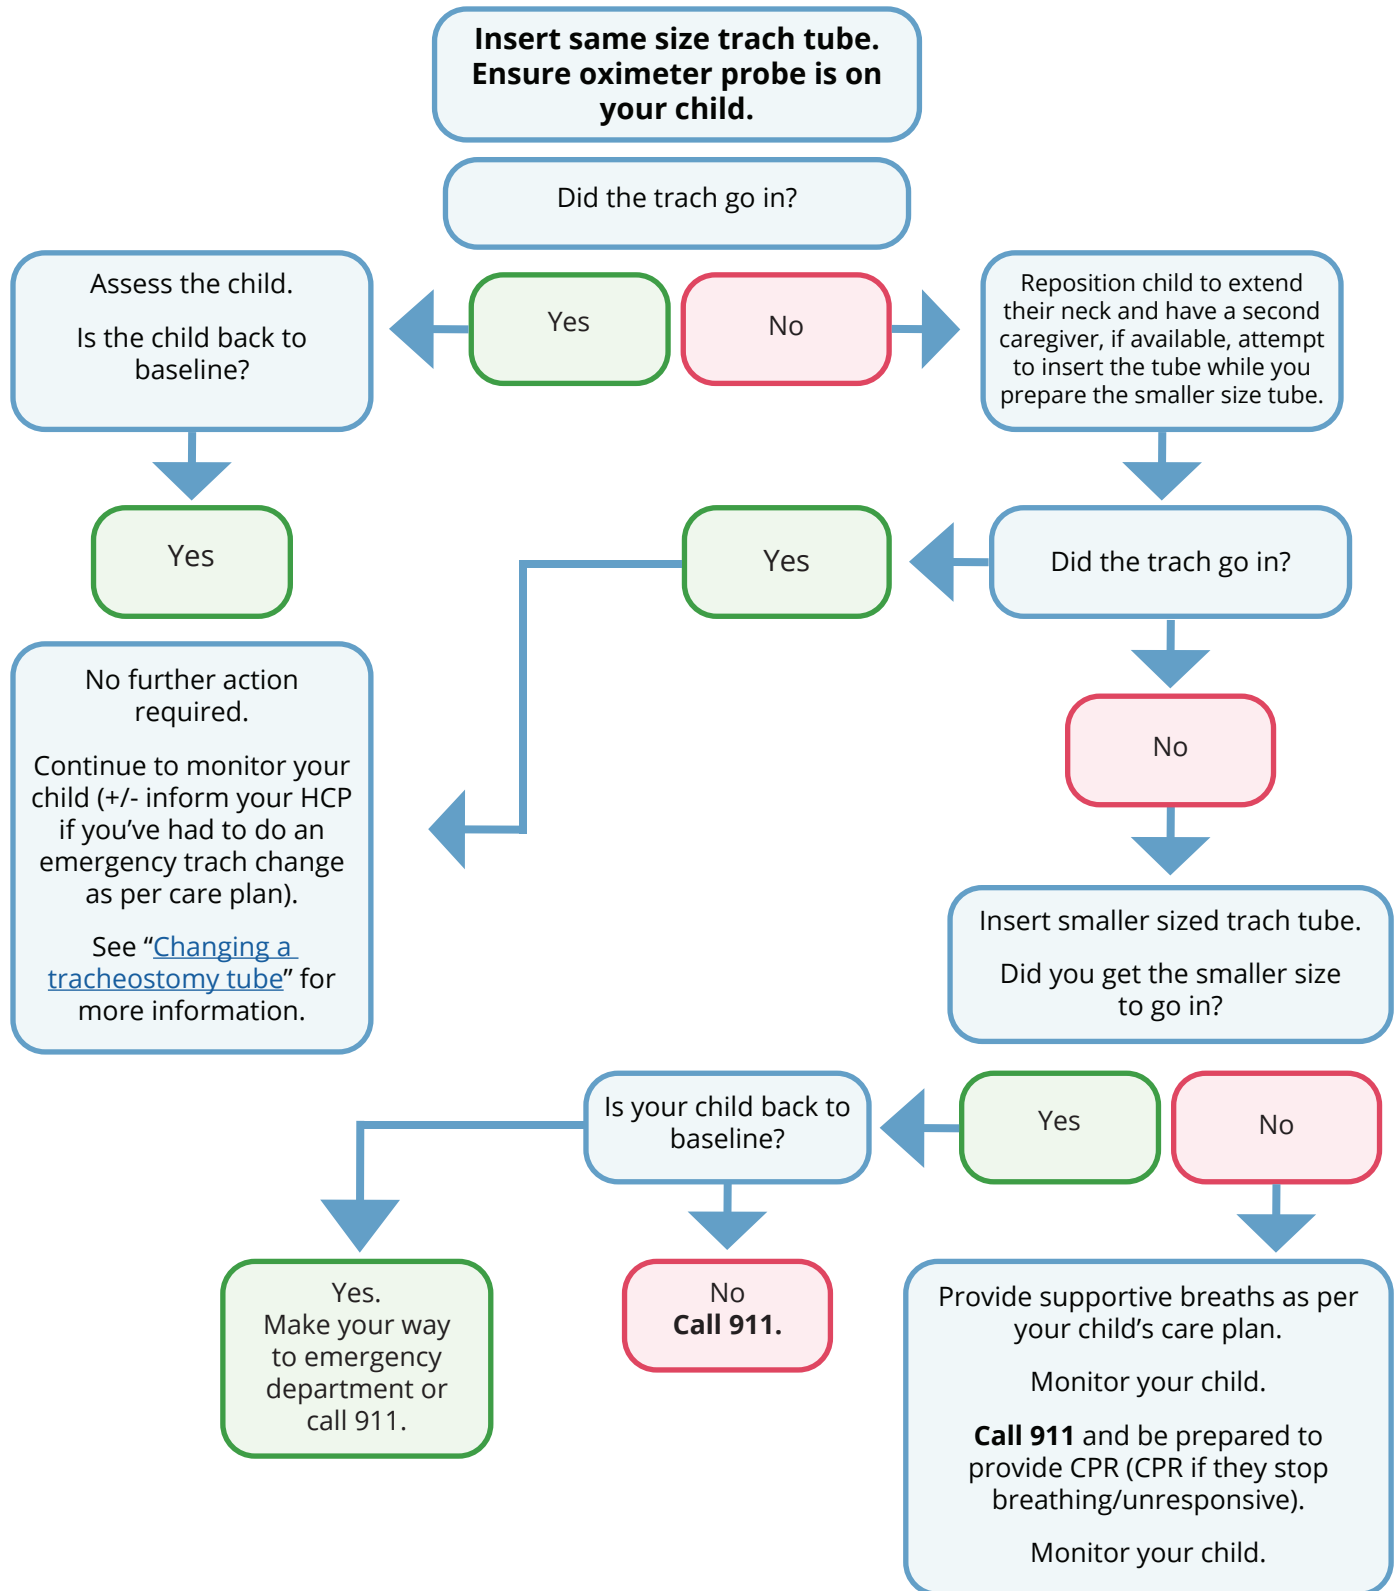 Insert same size trach tube.
Ensure oximeter probe is on
your child.
Did the trach go in?
Yes
No
Assess the child.
Is the child back to
baseline?
Reposition child to extend
their neck and have a second
caregiver, if available, attempt
to insert the tube while you
prepare the smaller size tube.
Yes
Yes
Did the trach go in?
No further action
required.
Continue to monitor your
child (+/- inform your HCP
if you’ve had to do an
emergency trach change
as per care plan).
See “Changing a
tracheostomy tube” for
more information.
No
Insert smaller sized trach tube.
Did you get the smaller size
to go in?
Yes
No
Is your child back to
baseline?
Yes.
Make your way
to emergency
department or
call 911.
No
Call 911.
Provide supportive breaths as per
your child’s care plan.
Monitor your child.
Call 911 and be prepared to
provide CPR (CPR if they stop
breathing/unresponsive).
Monitor your child.